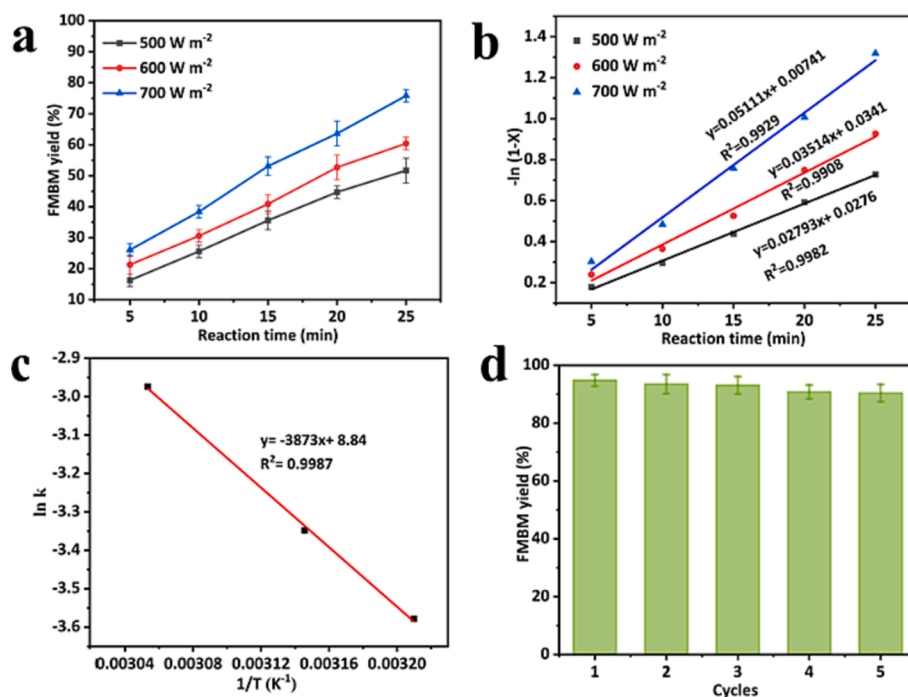 a
500 W m⁻²
600 W m⁻²
700 W m⁻²
FMBM yield (%)
100
90
80
70
60
50
40
30
20
10
5 10 15 20 25
Reaction time (min)
b
500 W m⁻²
600 W m⁻²
700 W m⁻²
-ln (1-X)
1.4
1.2
1.0
0.8
0.6
0.4
0.2
y=0.05111x+ 0.00741
R²=0.9929
y=0.03514x+ 0.0341
R²=0.9908
y=0.02793x+ 0.0276
R²=0.9982
5 10 15 20 25
Reaction time (min)
c
ln k
-2.9
-3.0
-3.1
-3.2
-3.3
-3.4
-3.5
-3.6
y= -3873x+ 8.84
R²= 0.9987
0.00304 0.00308 0.00312 0.00316 0.00320
1/T (K⁻¹)
d
FMBM yield (%)
100
80
60
40
20
0
1 2 3 4 5
Cycles